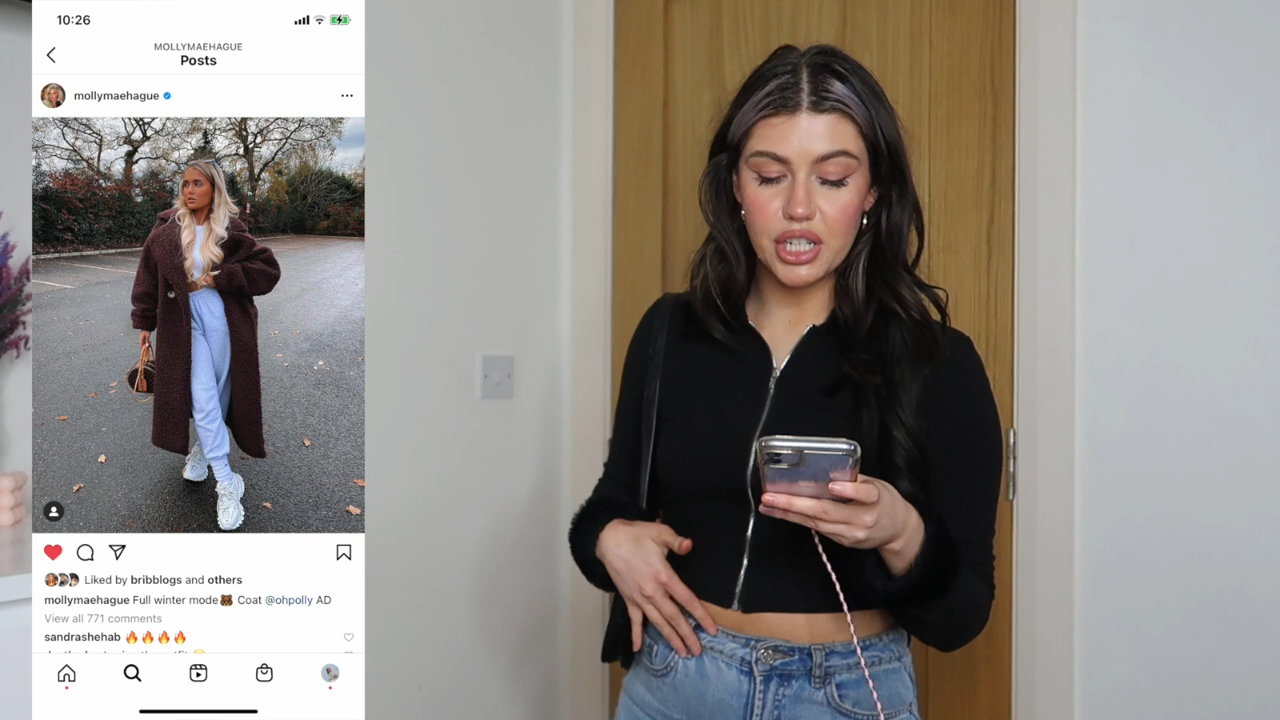 10:26
MOLLYMAEHAGUE
Posts
mollymaehague
Liked by bribblogs and others
mollymaehague Full winter mode🐻 Coat @ohpolly AD
View all 771 comments
sandrashehab 🔥🔥🔥🔥